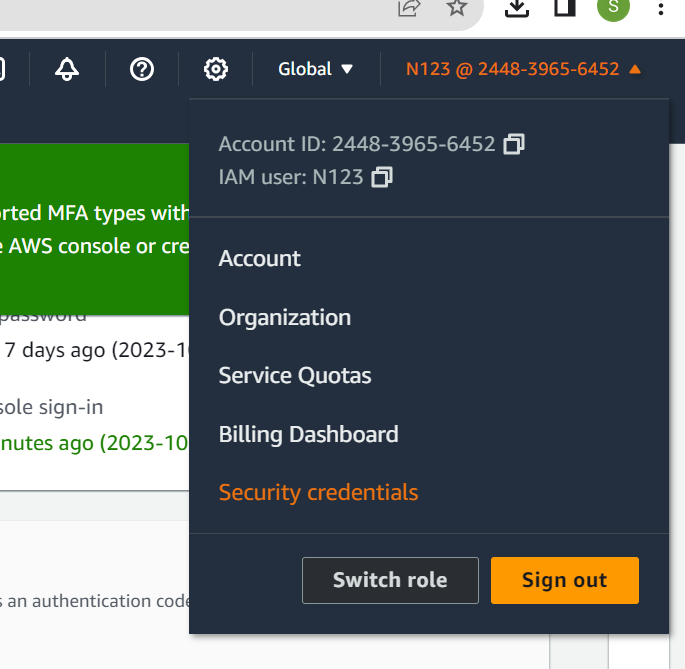 S
Global
N123 @ 2448-3965-6452
Account ID: 2448-3965-6452
IAM user: N123
orted MFA types with
e AWS console or cre
Account
password
Organization
7 days ago (2023-10
Service Quotas
sole sign-in
Billing Dashboard
nutes ago (2023-10
Security credentials
Switch role
Sign out
s an authentication code